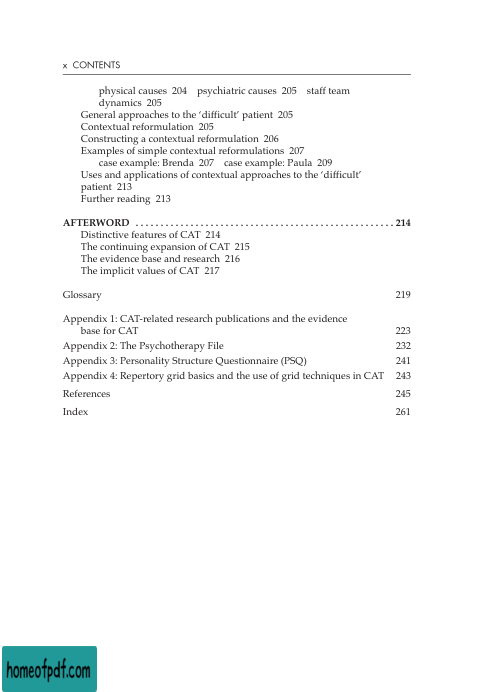 x CONTENTS
physical causes 204 psychiatric causes 205 staff team
dynamics 205
General approaches to the ‘difficult’ patient 205
Contextual reformulation 205
Constructing a contextual reformulation 206
Examples of simple contextual reformulations 207
case example: Brenda 207 case example: Paula 209
Uses and applications of contextual approaches to the ‘difficult’
patient 213
Further reading 213
AFTERWORD .................................................... 214
Distinctive features of CAT 214
The continuing expansion of CAT 215
The evidence base and research 216
The implicit values of CAT 217
Glossary 219
Appendix 1: CAT-related research publications and the evidence
base for CAT 223
Appendix 2: The Psychotherapy File 232
Appendix 3: Personality Structure Questionnaire (PSQ) 241
Appendix 4: Repertory grid basics and the use of grid techniques in CAT 243
References 245
Index 261
homeofpdf.com